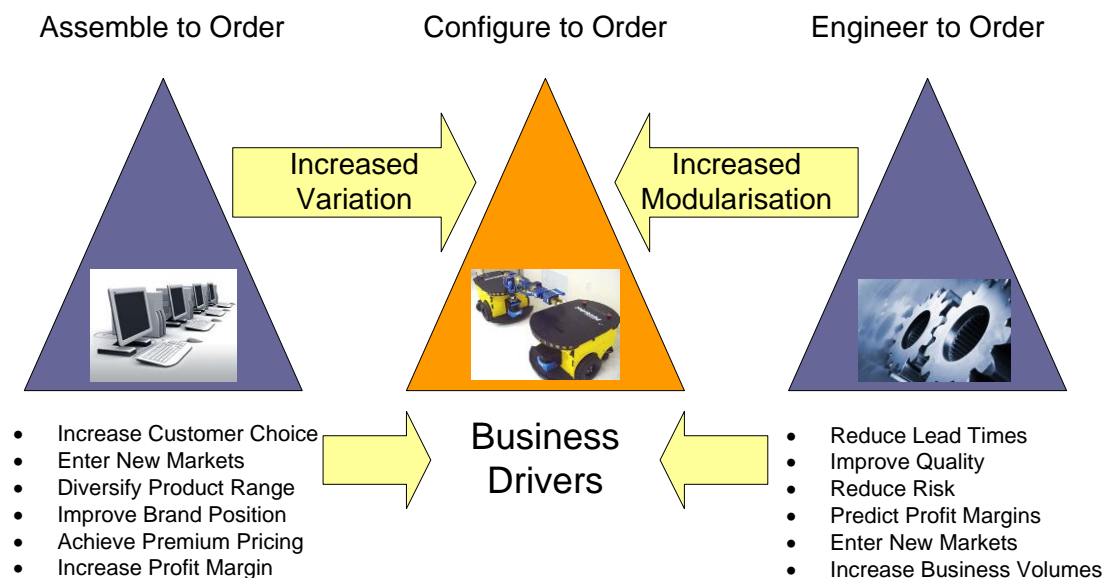 Assemble to Order
Configure to Order
Engineer to Order
Increased
Variation
Increased
Modularisation
• Increase Customer Choice
• Enter New Markets
• Diversify Product Range
• Improve Brand Position
• Achieve Premium Pricing
• Increase Profit Margin
Business
Drivers
• Reduce Lead Times
• Improve Quality
• Reduce Risk
• Predict Profit Margins
• Enter New Markets
• Increase Business Volumes